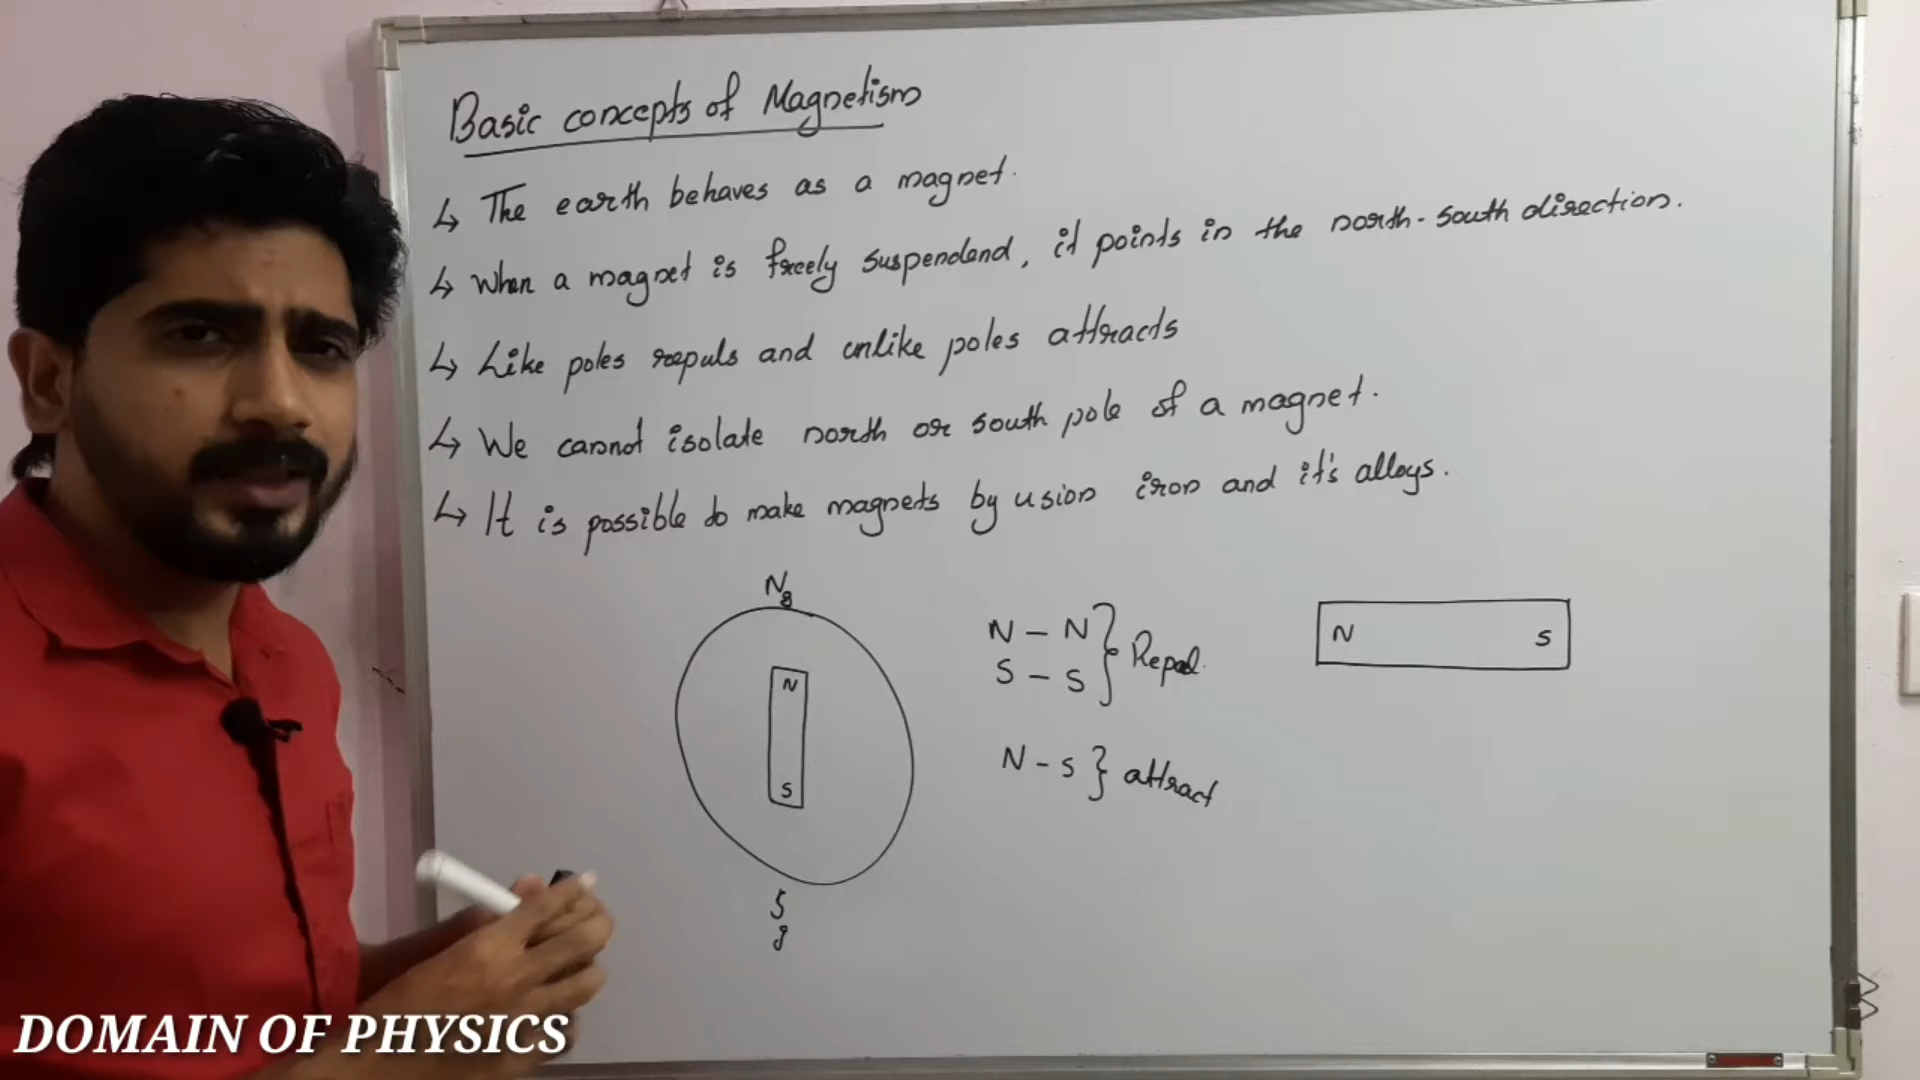 Basic concepts of Magnetism
↳ The earth behaves as a magnet.
↳ When a magnet is freely suspendend, it points in the north-south direction.
↳ Like poles repuls and unlike poles attracts
↳ We cannot isolate north or south pole of a magnet.
↳ It is possible to make magnets by usion iron and it's alloys.
Ng
N
S
S
g
N - N } Repel.
S - S
N - S } attract
N S
DOMAIN OF PHYSICS